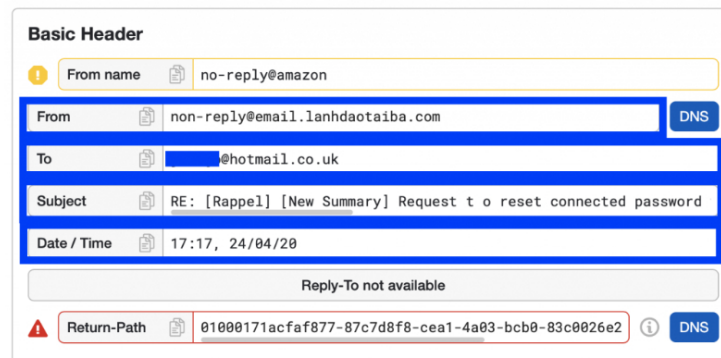 Basic Header
From name no-reply@amazon
From non-reply@email.lanhdaotaiba.com DNS
To @hotmail.co.uk
Subject RE: [Rappel] [New Summary] Request t o reset connected password
Date / Time 17:17, 24/04/20
Reply-To not available
Return-Path 01000171acfaf877-87c7d8f8-cea1-4a03-bcb0-83c0026e2 DNS